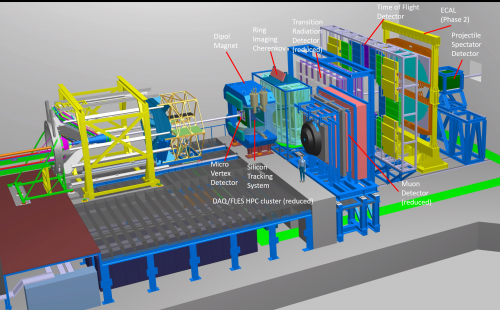 Dipol
Magnet
Ring
Imaging
Cherenkov
Transition
Radiation
Detector
(reduced)
Time of Flight
Detector
ECAL
(Phase 2)
Projectile
Spectator
Detector
Micro
Vertex
Detector
Silicon
Tracking
System
DAQ/FLES HPC cluster (reduced)
Muon
Detector
(reduced)